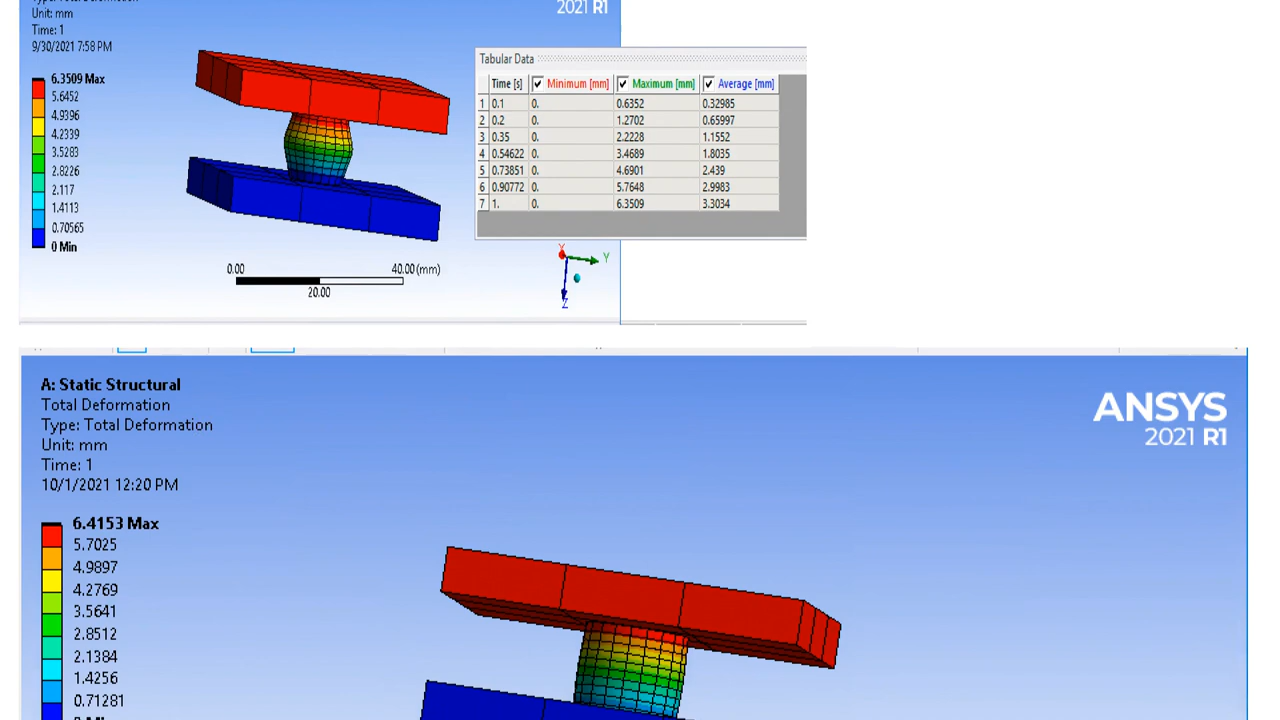 Type: Total Deformation
Unit: mm
Time: 1
9/30/2021 7:58 PM
2021 R1
6.3509 Max
5.6452
4.9396
4.2339
3.5283
2.8226
2.117
1.4113
0.70565
0 Min
0.00 40.00 (mm)
20.00
Y
Z
Tabular Data
Time [s] Minimum [mm] Maximum [mm] Average [mm]
1 0.1 0. 0.6352 0.32985
2 0.2 0. 1.2702 0.65997
3 0.35 0. 2.2228 1.1552
4 0.54622 0. 3.4689 1.8035
5 0.73851 0. 4.6901 2.439
6 0.90772 0. 5.7648 2.9983
7 1. 0. 6.3509 3.3034
A: Static Structural
Total Deformation
Type: Total Deformation
Unit: mm
Time: 1
10/1/2021 12:20 PM
ANSYS
2021 R1
6.4153 Max
5.7025
4.9897
4.2769
3.5641
2.8512
2.1384
1.4256
0.71281